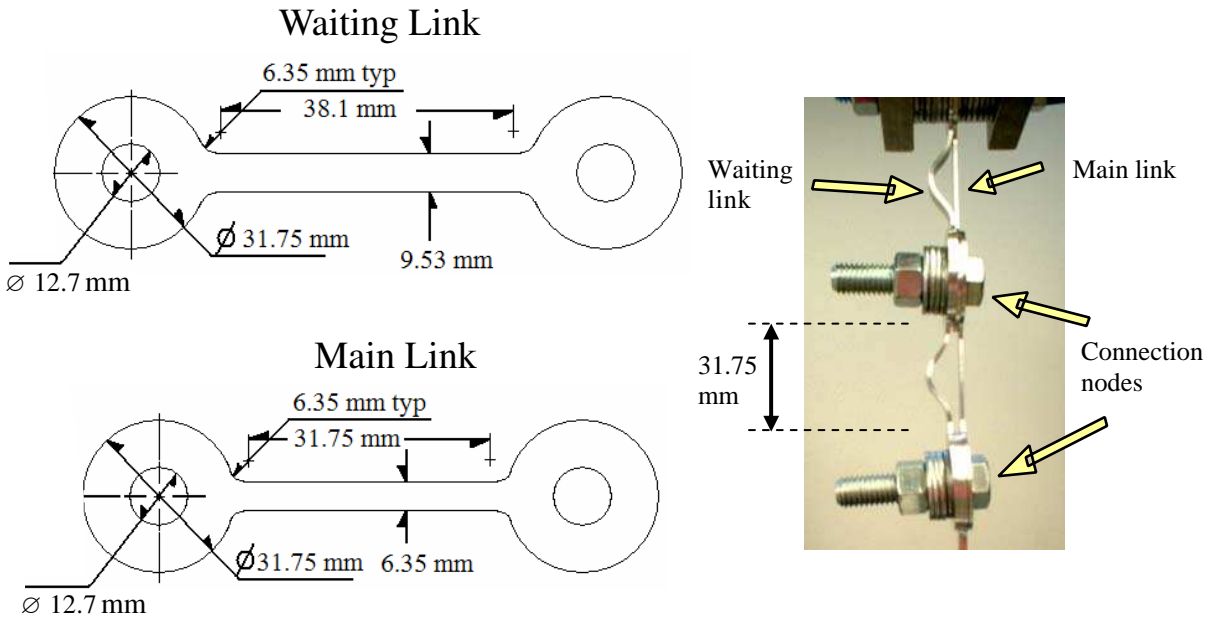 Waiting Link
6.35 mm typ
38.1 mm
Ø 31.75 mm
9.53 mm
∅ 12.7 mm
Main Link
6.35 mm typ
31.75 mm
Ø31.75 mm
6.35 mm
∅ 12.7 mm
Waiting
link
Main link
31.75
mm
Connection
nodes